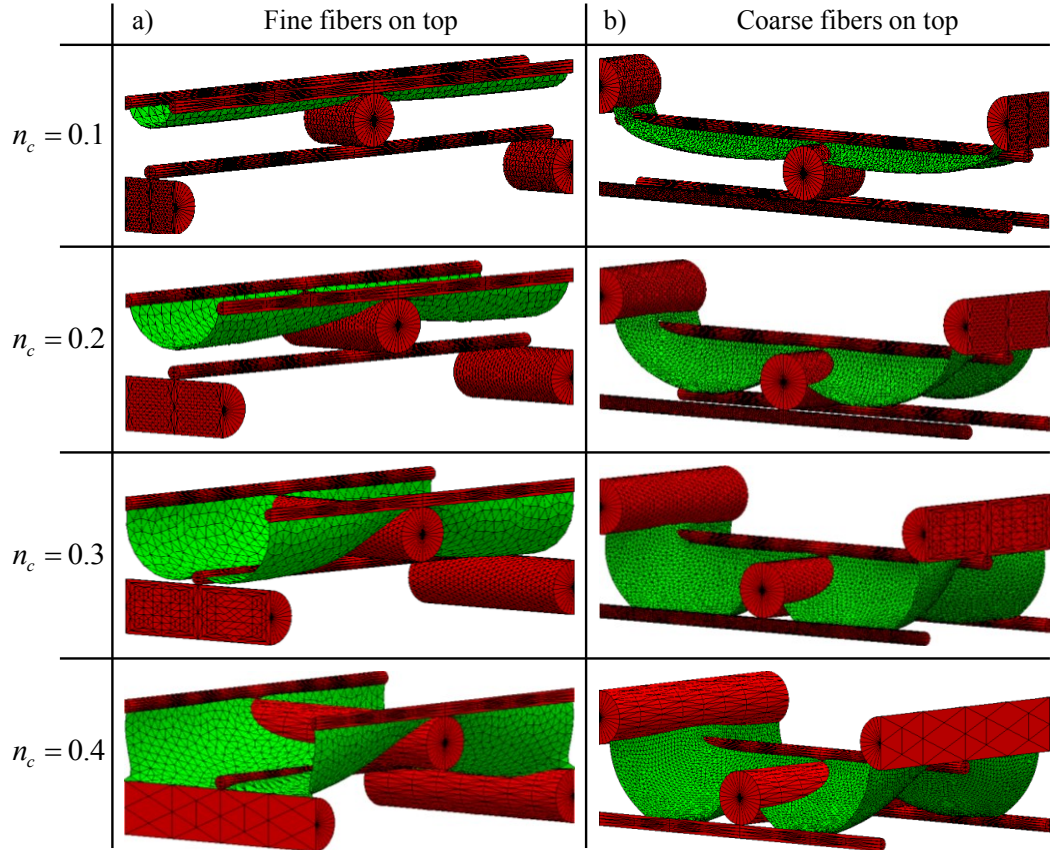 a) Fine fibers on top
b) Coarse fibers on top
n_c = 0.1
n_c = 0.2
n_c = 0.3
n_c = 0.4